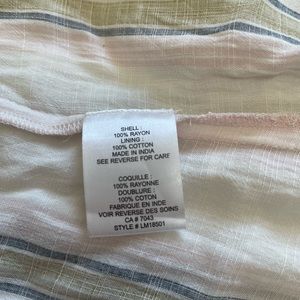 SHELL :
100% RAYON
LINING :
100% COTTON
MADE IN INDIA
SEE REVERSE FOR CARE
COQUILLE :
100% RAYONNE
DOUBLURE :
100% COTON
FABRIQUE EN INDE
VOIR REVERSE DES SOINS
CA # 7043
STYLE # LM18501